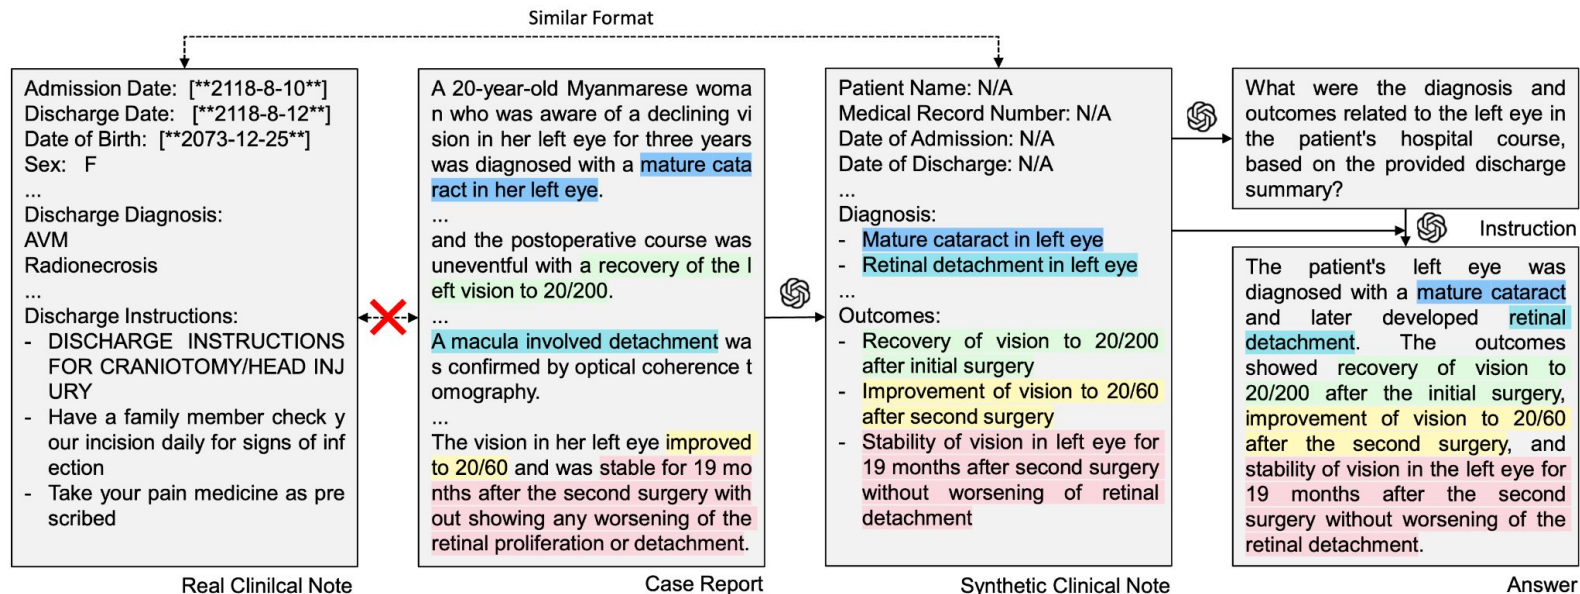 Similar Format
Admission Date: [**2118-8-10**]
Discharge Date: [**2118-8-12**]
Date of Birth: [**2073-12-25**]
Sex: F
...
Discharge Diagnosis:
AVM
Radionecrosis
...
Discharge Instructions:
- DISCHARGE INSTRUCTIONS
FOR CRANIOTOMY/HEAD INJ
URY
- Have a family member check y
our incision daily for signs of inf
ection
- Take your pain medicine as pre
scribed
Real Clinilcal Note
A 20-year-old Myanmarese woma
n who was aware of a declining vi
sion in her left eye for three years
was diagnosed with a mature cata
ract in her left eye.
...
and the postoperative course was
uneventful with a recovery of the l
eft vision to 20/200.
...
A macula involved detachment wa
s confirmed by optical coherence t
omography.
...
The vision in her left eye improved
to 20/60 and was stable for 19 mo
nths after the second surgery with
out showing any worsening of the
retinal proliferation or detachment.
Case Report
Patient Name: N/A
Medical Record Number: N/A
Date of Admission: N/A
Date of Discharge: N/A
...
Diagnosis:
- Mature cataract in left eye
- Retinal detachment in left eye
...
Outcomes:
- Recovery of vision to 20/200
after initial surgery
- Improvement of vision to 20/60
after second surgery
- Stability of vision in left eye for
19 months after second surgery
without worsening of retinal
detachment
Synthetic Clinical Note
What were the diagnosis and
outcomes related to the left eye in
the patient's hospital course,
based on the provided discharge
summary?
Instruction
The patient's left eye was
diagnosed with a mature cataract
and later developed retinal
detachment. The outcomes
showed recovery of vision to
20/200 after the initial surgery,
improvement of vision to 20/60
after the second surgery, and
stability of vision in the left eye for
19 months after the second
surgery without worsening of the
retinal detachment.
Answer